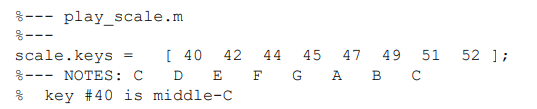 %--- play_scale.m
%---
scale.keys = [ 40 42 44 45 47 49 51 52 ];
%--- NOTES: C D E F G A B C
% key #40 is middle-C